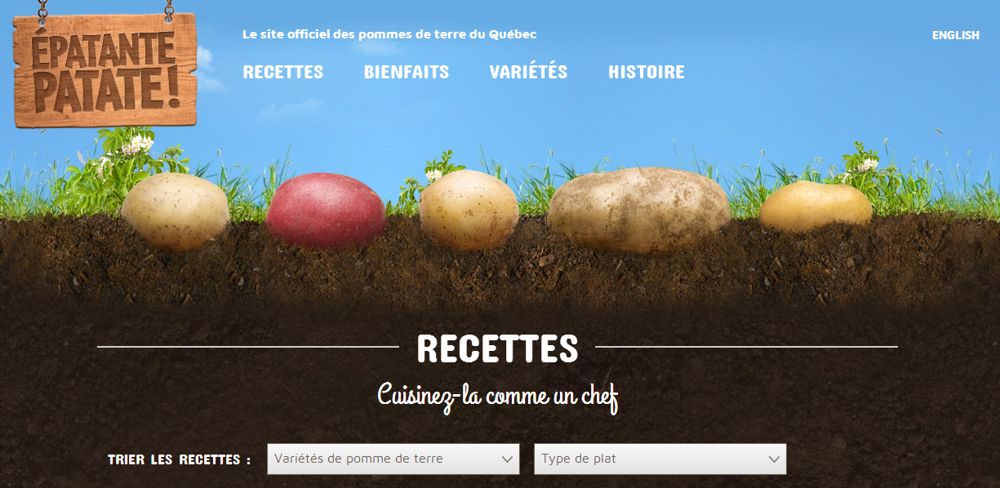 ÉPATANTE
PATATE!
Le site officiel des pommes de terre du Québec
ENGLISH
RECETTES BIENFAITS VARIÉTÉS HISTOIRE
RECETTES
Cuisinez-la comme un chef
TRIER LES RECETTES : Variétés de pomme de terre Type de plat